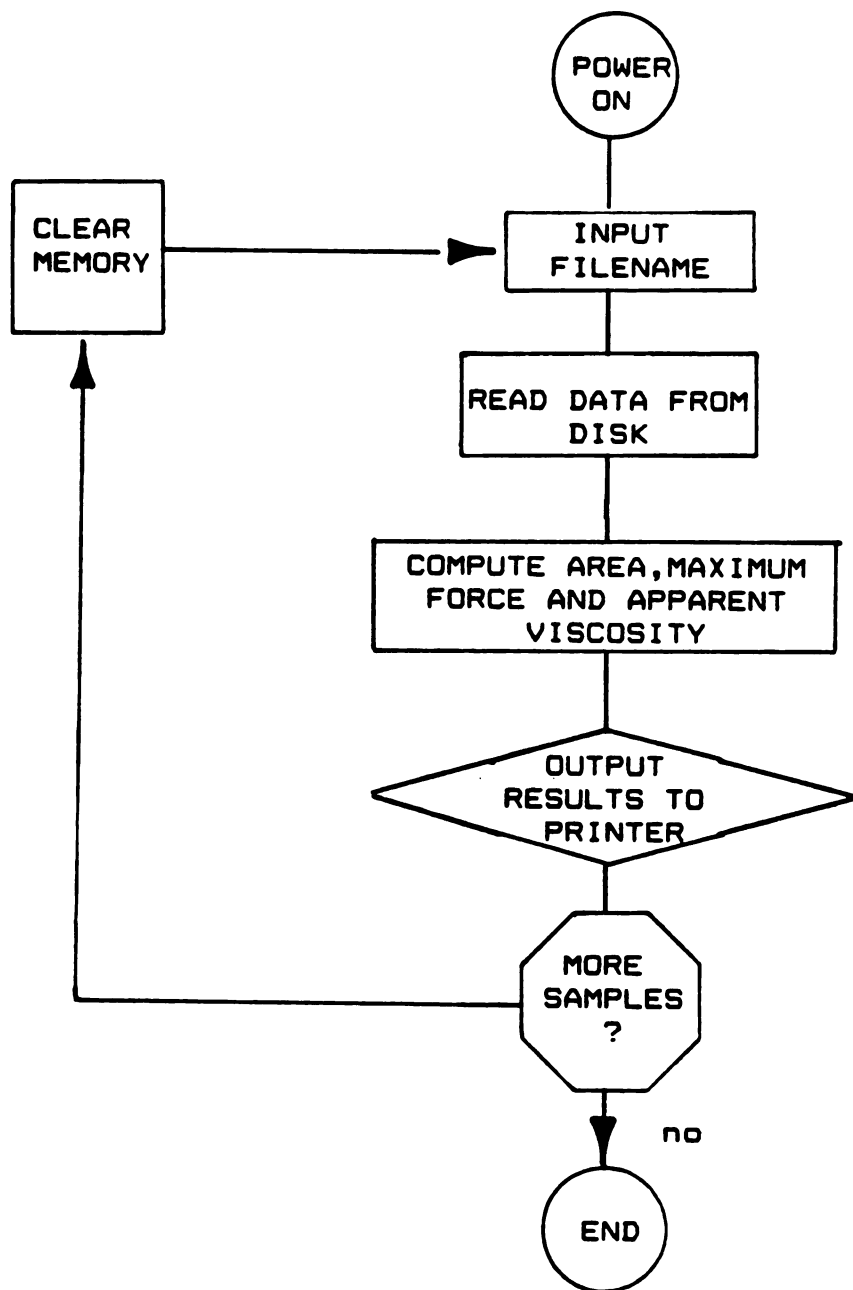 POWER
ON
CLEAR
MEMORY
INPUT
FILENAME
READ DATA FROM
DISK
COMPUTE AREA,MAXIMUM
FORCE AND APPARENT
VISCOSITY
OUTPUT
RESULTS TO
PRINTER
MORE
SAMPLES
?
no
END